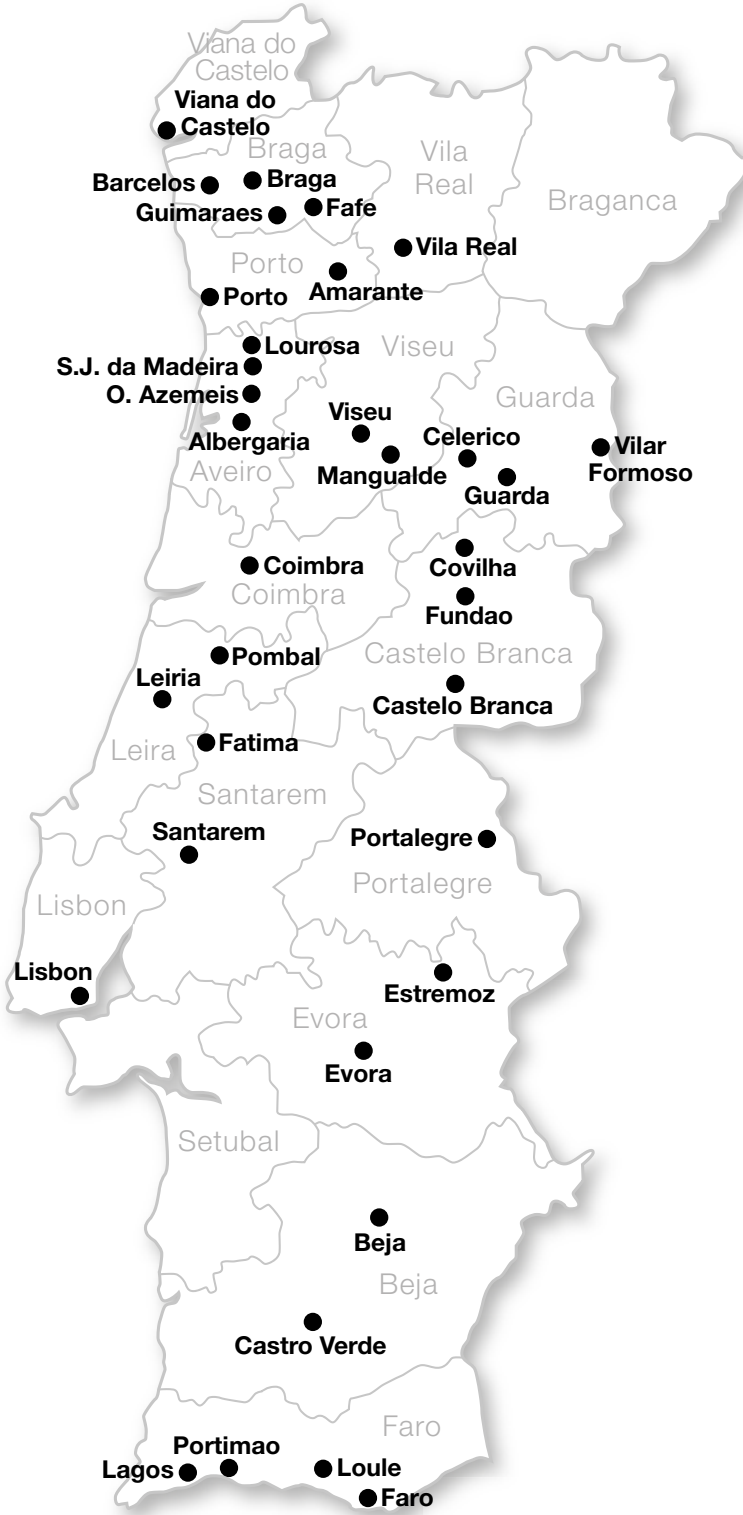 Viana do
Castelo
Viana do
Castelo
Braga
Vila
Real
Barcelos
Braga
Braganca
Guimaraes
Fafe
Vila Real
Porto
Amarante
Porto
Lourosa
Viseu
S.J. da Madeira
O. Azemeis
Guarda
Viseu
Albergaria
Celerico
Vilar
Formoso
Mangualde
Aveiro
Guarda
Coimbra
Covilha
Coimbra
Fundao
Pombal
Castelo Branca
Leiria
Castelo Branca
Leira
Fatima
Santarem
Santarem
Portalegre
Portalegre
Lisbon
Lisbon
Estremoz
Evora
Evora
Setubal
Beja
Beja
Castro Verde
Faro
Portimao
Lagos
Loule
Faro